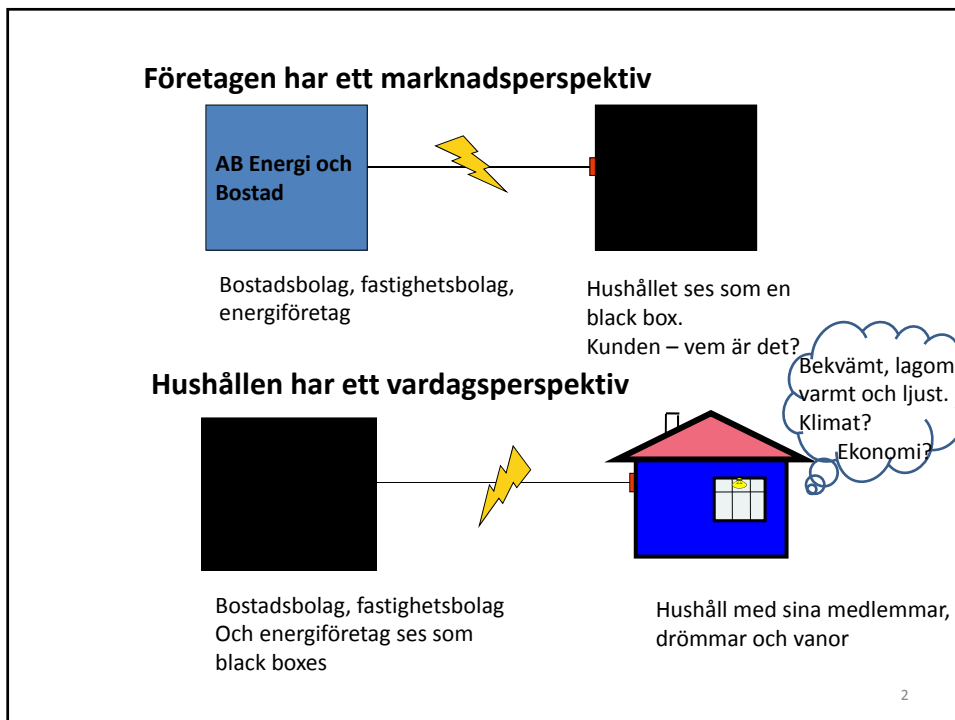 Företagen har ett marknadsperspektiv
AB Energi och
Bostad
Bostadsbolag, fastighetsbolag,
energiföretag
Hushållet ses som en
black box.
Kunden – vem är det?
Bekvämt, lagom
varmt och ljust.
Klimat?
Ekonomi?
Hushållen har ett vardagsperspektiv
Bostadsbolag, fastighetsbolag
Och energiföretag ses som
black boxes
Hushåll med sina medlemmar,
drömmar och vanor
2